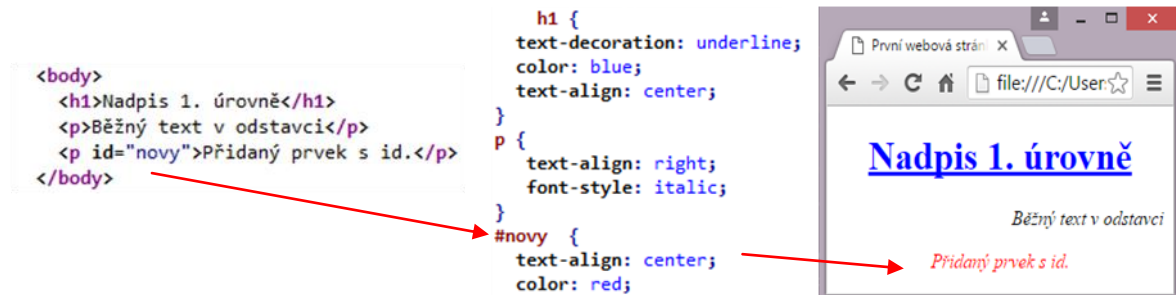 <body>
<h1>Nadpis 1. úrovně</h1>
<p>Běžný text v odstavci</p>
<p id="novy">Přidaný prvek s id.</p>
</body>
h1 {
text-decoration: underline;
color: blue;
text-align: center;
}
p {
text-align: right;
font-style: italic;
}
#novy {
text-align: center;
color: red;
První webová strán
file:///C:/User
Nadpis 1. úrovně
Běžný text v odstavci
Přidaný prvek s id.